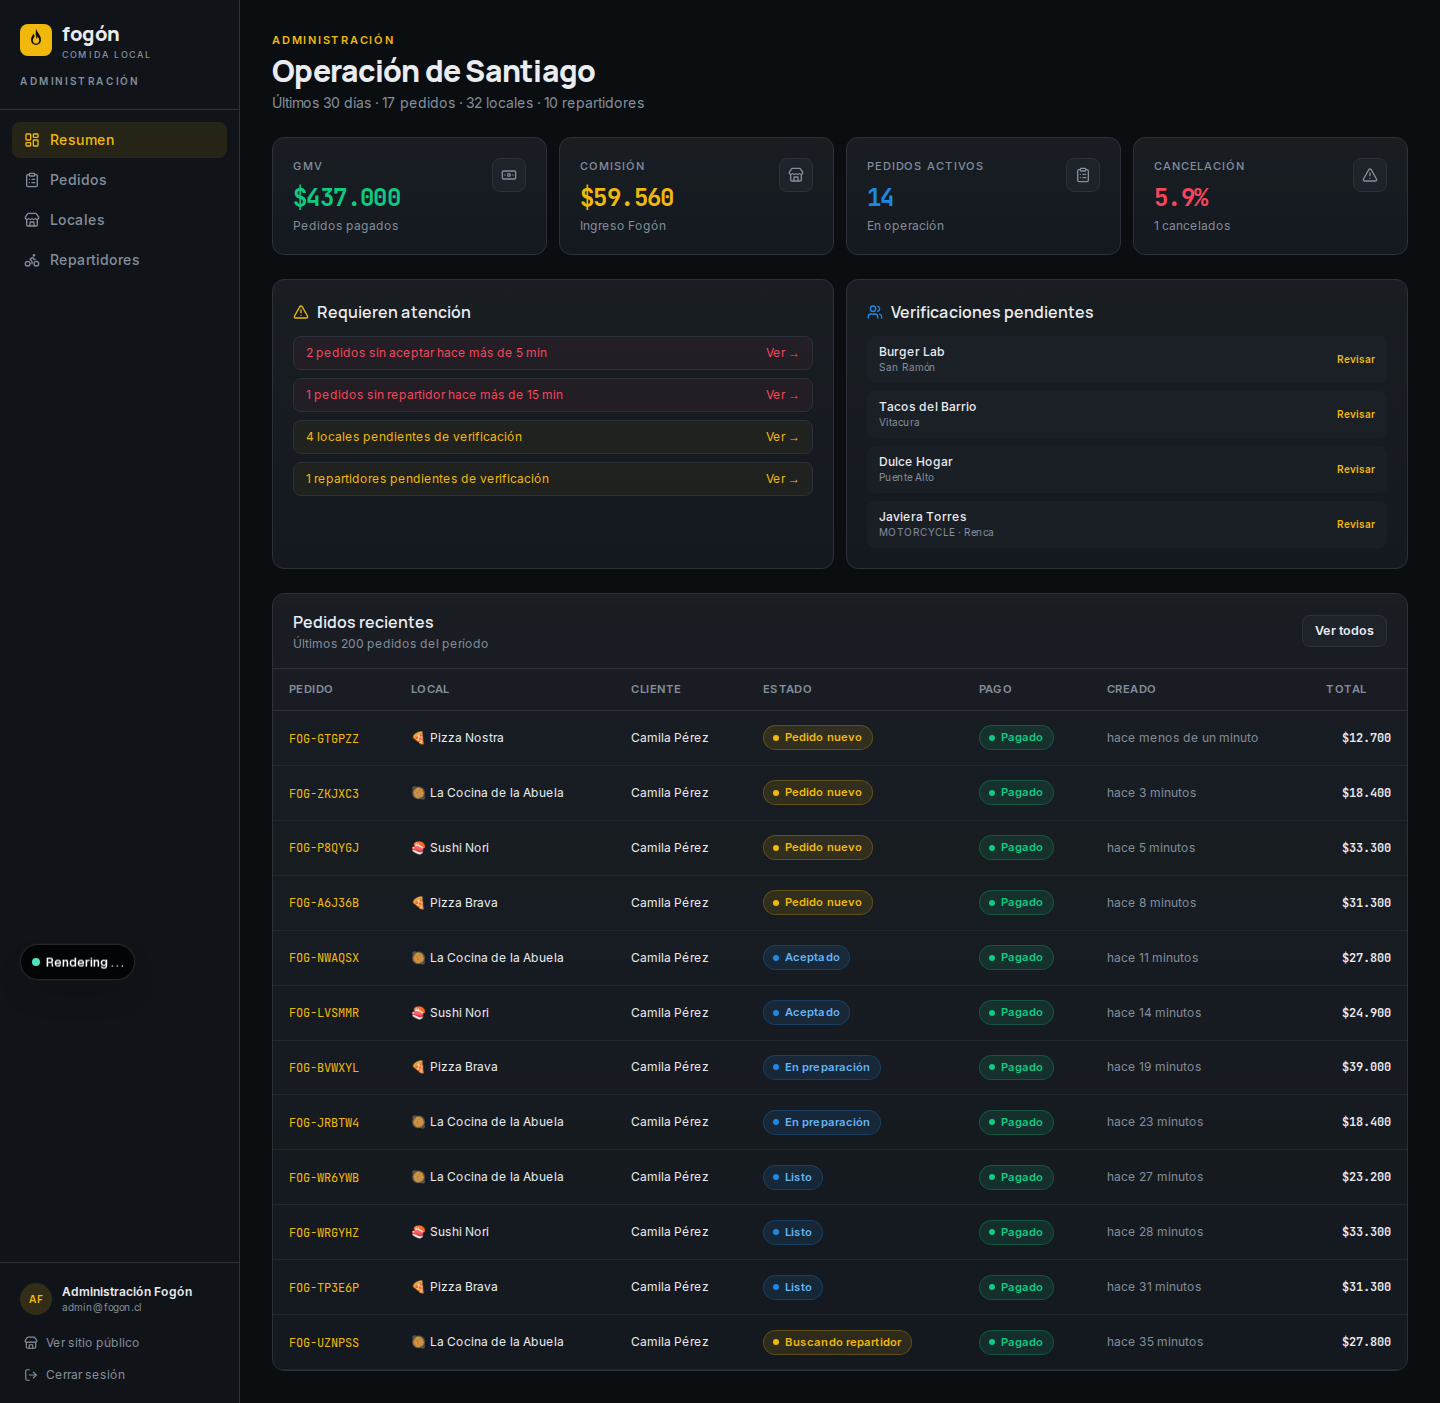 fogón
COMIDA LOCAL
ADMINISTRACIÓN
Resumen
Pedidos
Locales
Repartidores
Rendering ...
AF
Administración Fogón
admin@fogon.cl
Ver sitio público
Cerrar sesión
ADMINISTRACIÓN
Operación de Santiago
Últimos 30 días · 17 pedidos · 32 locales · 10 repartidores
GMV
$437.000
Pedidos pagados
COMISIÓN
$59.560
Ingreso Fogón
PEDIDOS ACTIVOS
14
En operación
CANCELACIÓN
5.9%
1 cancelados
Requieren atención
2 pedidos sin aceptar hace más de 5 min Ver →
1 pedidos sin repartidor hace más de 15 min Ver →
4 locales pendientes de verificación Ver →
1 repartidores pendientes de verificación Ver →
Verificaciones pendientes
Burger Lab
San Ramón
Revisar
Tacos del Barrio
Vitacura
Revisar
Dulce Hogar
Puente Alto
Revisar
Javiera Torres
MOTORCYCLE · Renca
Revisar
Pedidos recientes
Últimos 200 pedidos del período
Ver todos
PEDIDO LOCAL CLIENTE ESTADO PAGO CREADO TOTAL
FOG-GTGPZZ 🍕 Pizza Nostra Camila Pérez Pedido nuevo Pagado hace menos de un minuto $12.700
FOG-ZKJXC3 🥘 La Cocina de la Abuela Camila Pérez Pedido nuevo Pagado hace 3 minutos $18.400
FOG-P8QYGJ 🍣 Sushi Nori Camila Pérez Pedido nuevo Pagado hace 5 minutos $33.300
FOG-A6J36B 🍕 Pizza Brava Camila Pérez Pedido nuevo Pagado hace 8 minutos $31.300
FOG-NWAQSX 🥘 La Cocina de la Abuela Camila Pérez Aceptado Pagado hace 11 minutos $27.800
FOG-LVSMMR 🍣 Sushi Nori Camila Pérez Aceptado Pagado hace 14 minutos $24.900
FOG-BVWXYL 🍕 Pizza Brava Camila Pérez En preparación Pagado hace 19 minutos $39.000
FOG-JRBTW4 🥘 La Cocina de la Abuela Camila Pérez En preparación Pagado hace 23 minutos $18.400
FOG-WR6YWB 🥘 La Cocina de la Abuela Camila Pérez Listo Pagado hace 27 minutos $23.200
FOG-WRGYHZ 🍣 Sushi Nori Camila Pérez Listo Pagado hace 28 minutos $33.300
FOG-TP3E6P 🍕 Pizza Brava Camila Pérez Listo Pagado hace 31 minutos $31.300
FOG-UZNPSS 🥘 La Cocina de la Abuela Camila Pérez Buscando repartidor Pagado hace 35 minutos $27.800